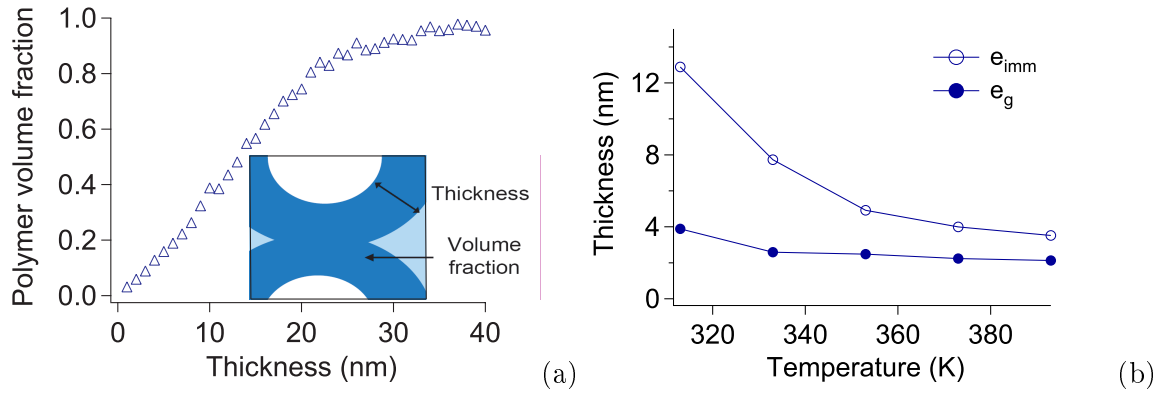 Polymer volume fraction
1.0
0.8
0.6
0.4
0.2
0.0
Thickness
Volume
fraction
0 10 20 30 40
Thickness (nm)
(a)
Thickness (nm)
12
8
4
0
e_imm
e_g
320 340 360 380
Temperature (K)
(b)